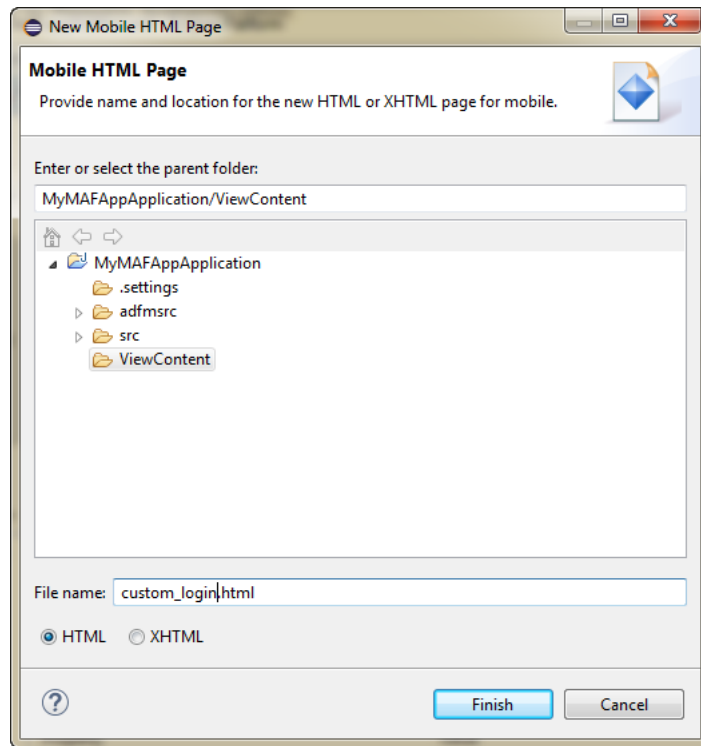 New Mobile HTML Page
Mobile HTML Page
Provide name and location for the new HTML or XHTML page for mobile.
Enter or select the parent folder:
MyMAFAppApplication/ViewContent
MyMAFAppApplication
.settings
adfmsrc
src
ViewContent
File name: custom_login.html
HTML XHTML
? Finish Cancel